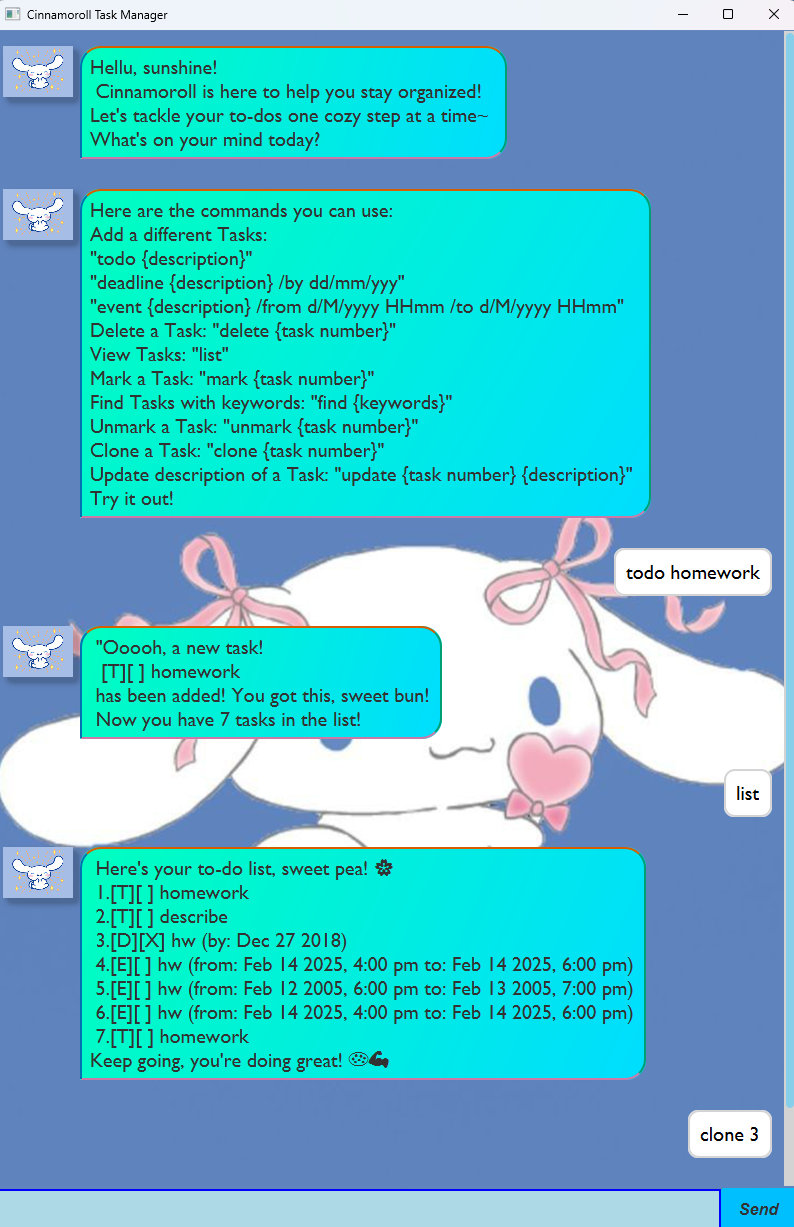 Cinnamoroll Task Manager
Hellu, sunshine!
Cinnamoroll is here to help you stay organized!
Let's tackle your to-dos one cozy step at a time~
What's on your mind today?
Here are the commands you can use:
Add a different Tasks:
"todo {description}"
"deadline {description} /by dd/mm/yyy"
"event {description} /from d/M/yyyy HHmm /to d/M/yyyy HHmm"
Delete a Task: "delete {task number}"
View Tasks: "list"
Mark a Task: "mark {task number}"
Find Tasks with keywords: "find {keywords}"
Unmark a Task: "unmark {task number}"
Clone a Task: "clone {task number}"
Update description of a Task: "update {task number} {description}"
Try it out!
todo homework
"Ooooh, a new task!
[T][ ] homework
has been added! You got this, sweet bun!
Now you have 7 tasks in the list!
list
Here's your to-do list, sweet pea! 🌼
1.[T][ ] homework
2.[T][ ] describe
3.[D][X] hw (by: Dec 27 2018)
4.[E][ ] hw (from: Feb 14 2025, 4:00 pm to: Feb 14 2025, 6:00 pm)
5.[E][ ] hw (from: Feb 12 2005, 6:00 pm to: Feb 13 2005, 7:00 pm)
6.[E][ ] hw (from: Feb 14 2025, 4:00 pm to: Feb 14 2025, 6:00 pm)
7.[T][ ] homework
Keep going, you're doing great! 🍪💪
clone 3
Send